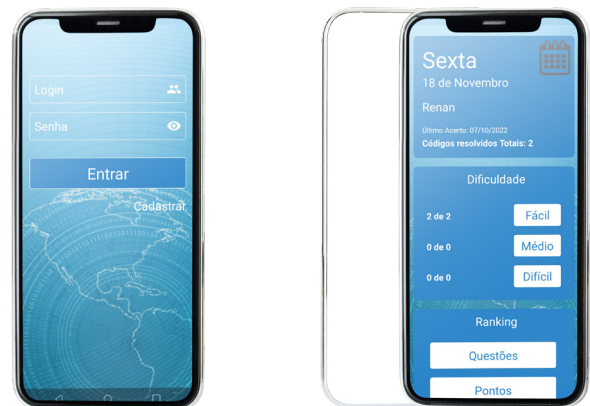 Login
Senha
Entrar
Cadastrar
Sexta
18 de Novembro
Renan
Último Acerto: 07/10/2022
Códigos resolvidos Totais: 2
Dificuldade
2 de 2 Fácil
0 de 0 Médio
0 de 0 Difícil
Ranking
Questões
Pontos